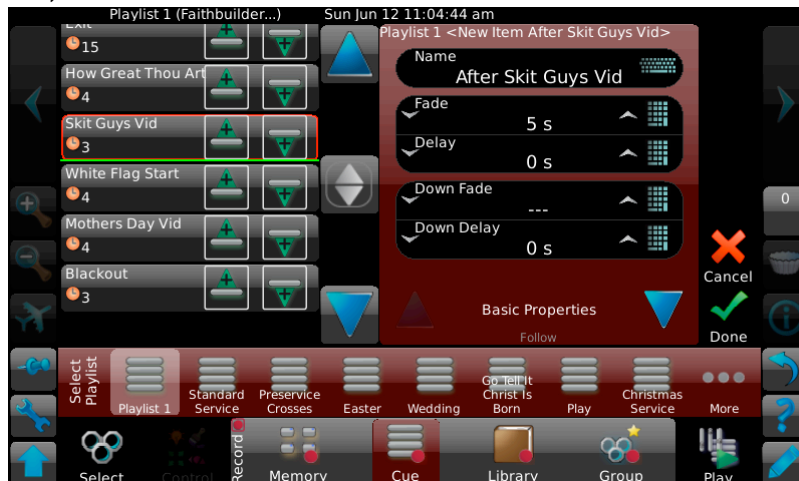 Playlist 1 (Faithbuilder...)
Sun Jun 12 11:04:44 am
Exit
15
How Great Thou Art
4
Skit Guys Vid
3
White Flag Start
4
Mothers Day Vid
4
Blackout
3
Playlist 1 <New Item After Skit Guys Vid>
Name
After Skit Guys Vid
Fade
5 s
Delay
0 s
Down Fade
---
Down Delay
0 s
Basic Properties
Follow
0
Cancel
Done
Select
Playlist
Playlist 1
Standard
Service
Preservice
Crosses
Easter
Wedding
Go Tell It
Christ Is
Born
Play
Christmas
Service
More
Select
Control
Record
Memory
Cue
Library
Group
Play